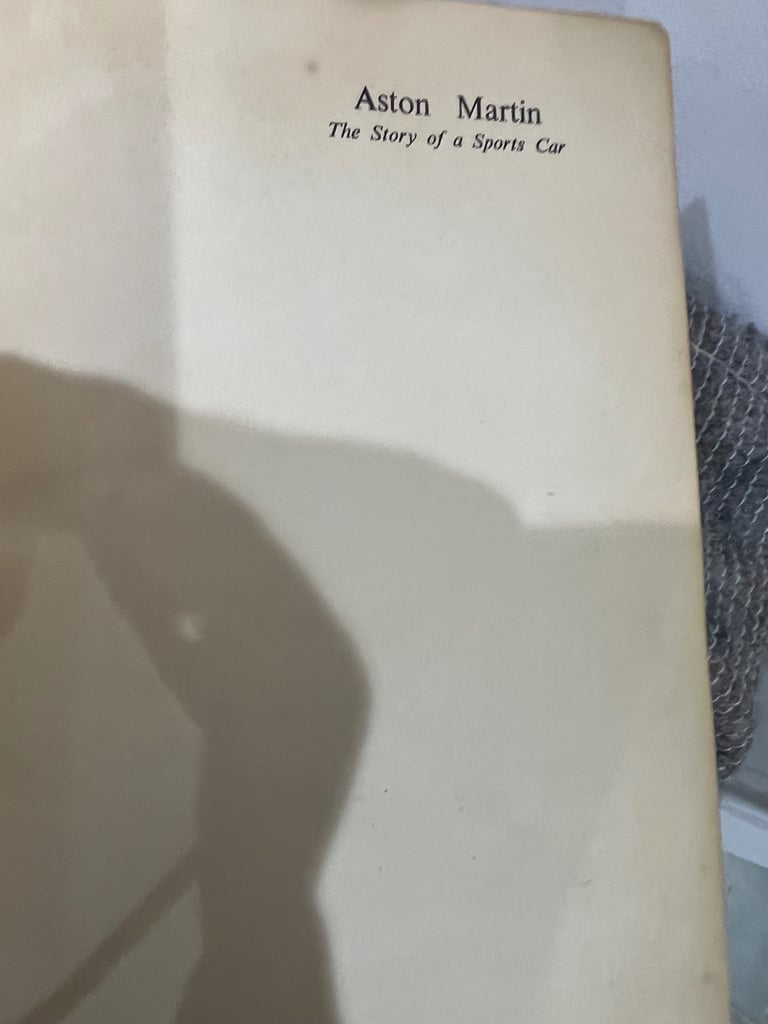 Aston Martin
The Story of a Sports Car